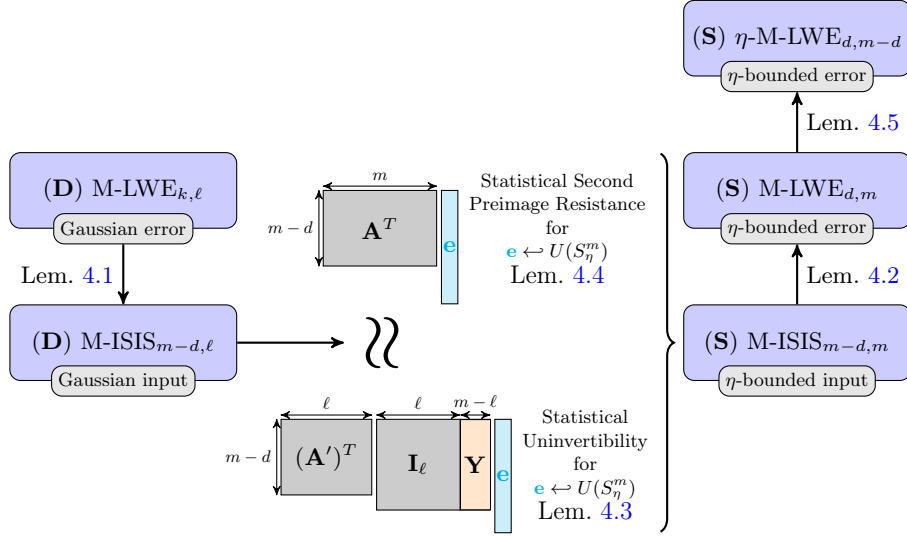 (D) M-LWE_{k,ℓ}
Gaussian error
Lem. 4.1
(D) M-ISIS_{m−d,ℓ}
Gaussian input
m
m − d
A^T
e
Statistical Second
Preimage Resistance
for
e ↩ U(S_η^m)
Lem. 4.4
≈
ℓ
ℓ
m − ℓ
m − d
(A′)^T
I_ℓ
Y
e
Statistical
Uninvertibility
for
e ↩ U(S_η^m)
Lem. 4.3
(S) η-M-LWE_{d,m−d}
η-bounded error
Lem. 4.5
(S) M-LWE_{d,m}
η-bounded error
Lem. 4.2
(S) M-ISIS_{m−d,m}
η-bounded input